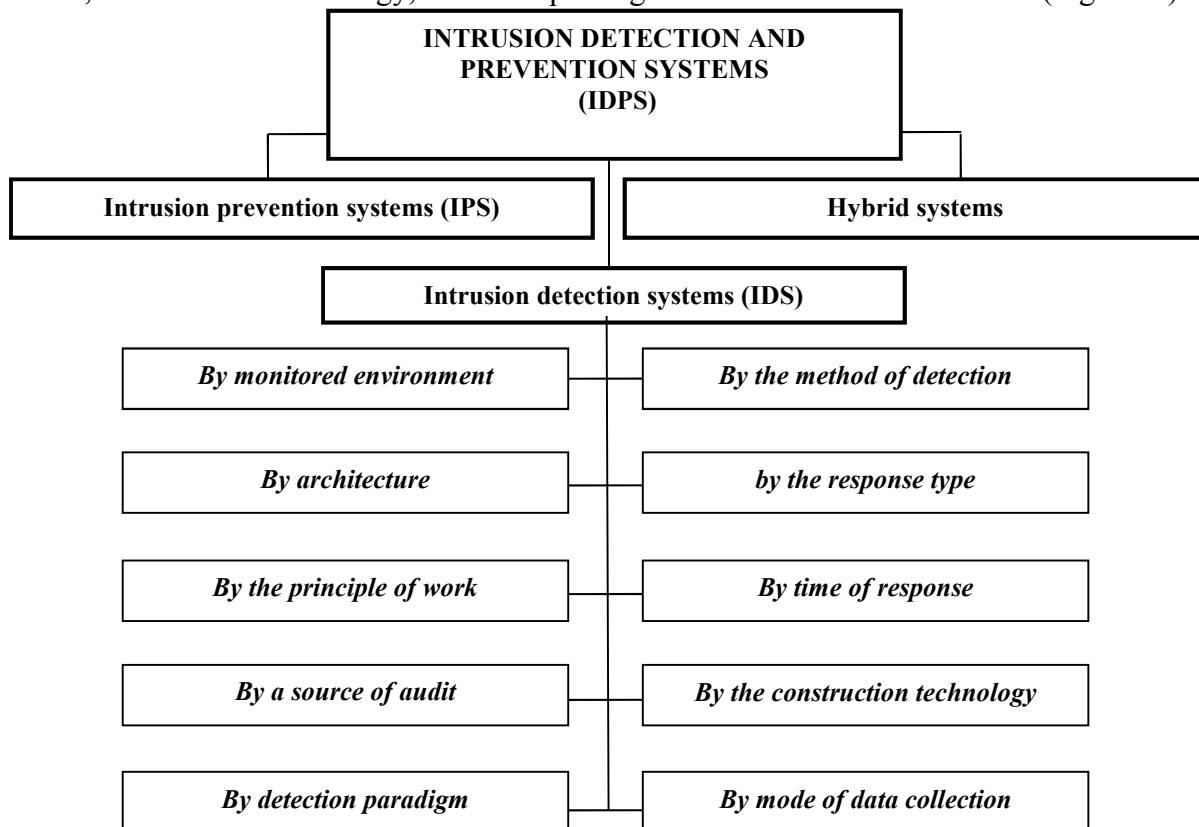 INTRUSION DETECTION AND
PREVENTION SYSTEMS
(IDPS)
Intrusion prevention systems (IPS)
Hybrid systems
Intrusion detection systems (IDS)
By monitored environment
By the method of detection
By architecture
by the response type
By the principle of work
By time of response
By a source of audit
By the construction technology
By detection paradigm
By mode of data collection